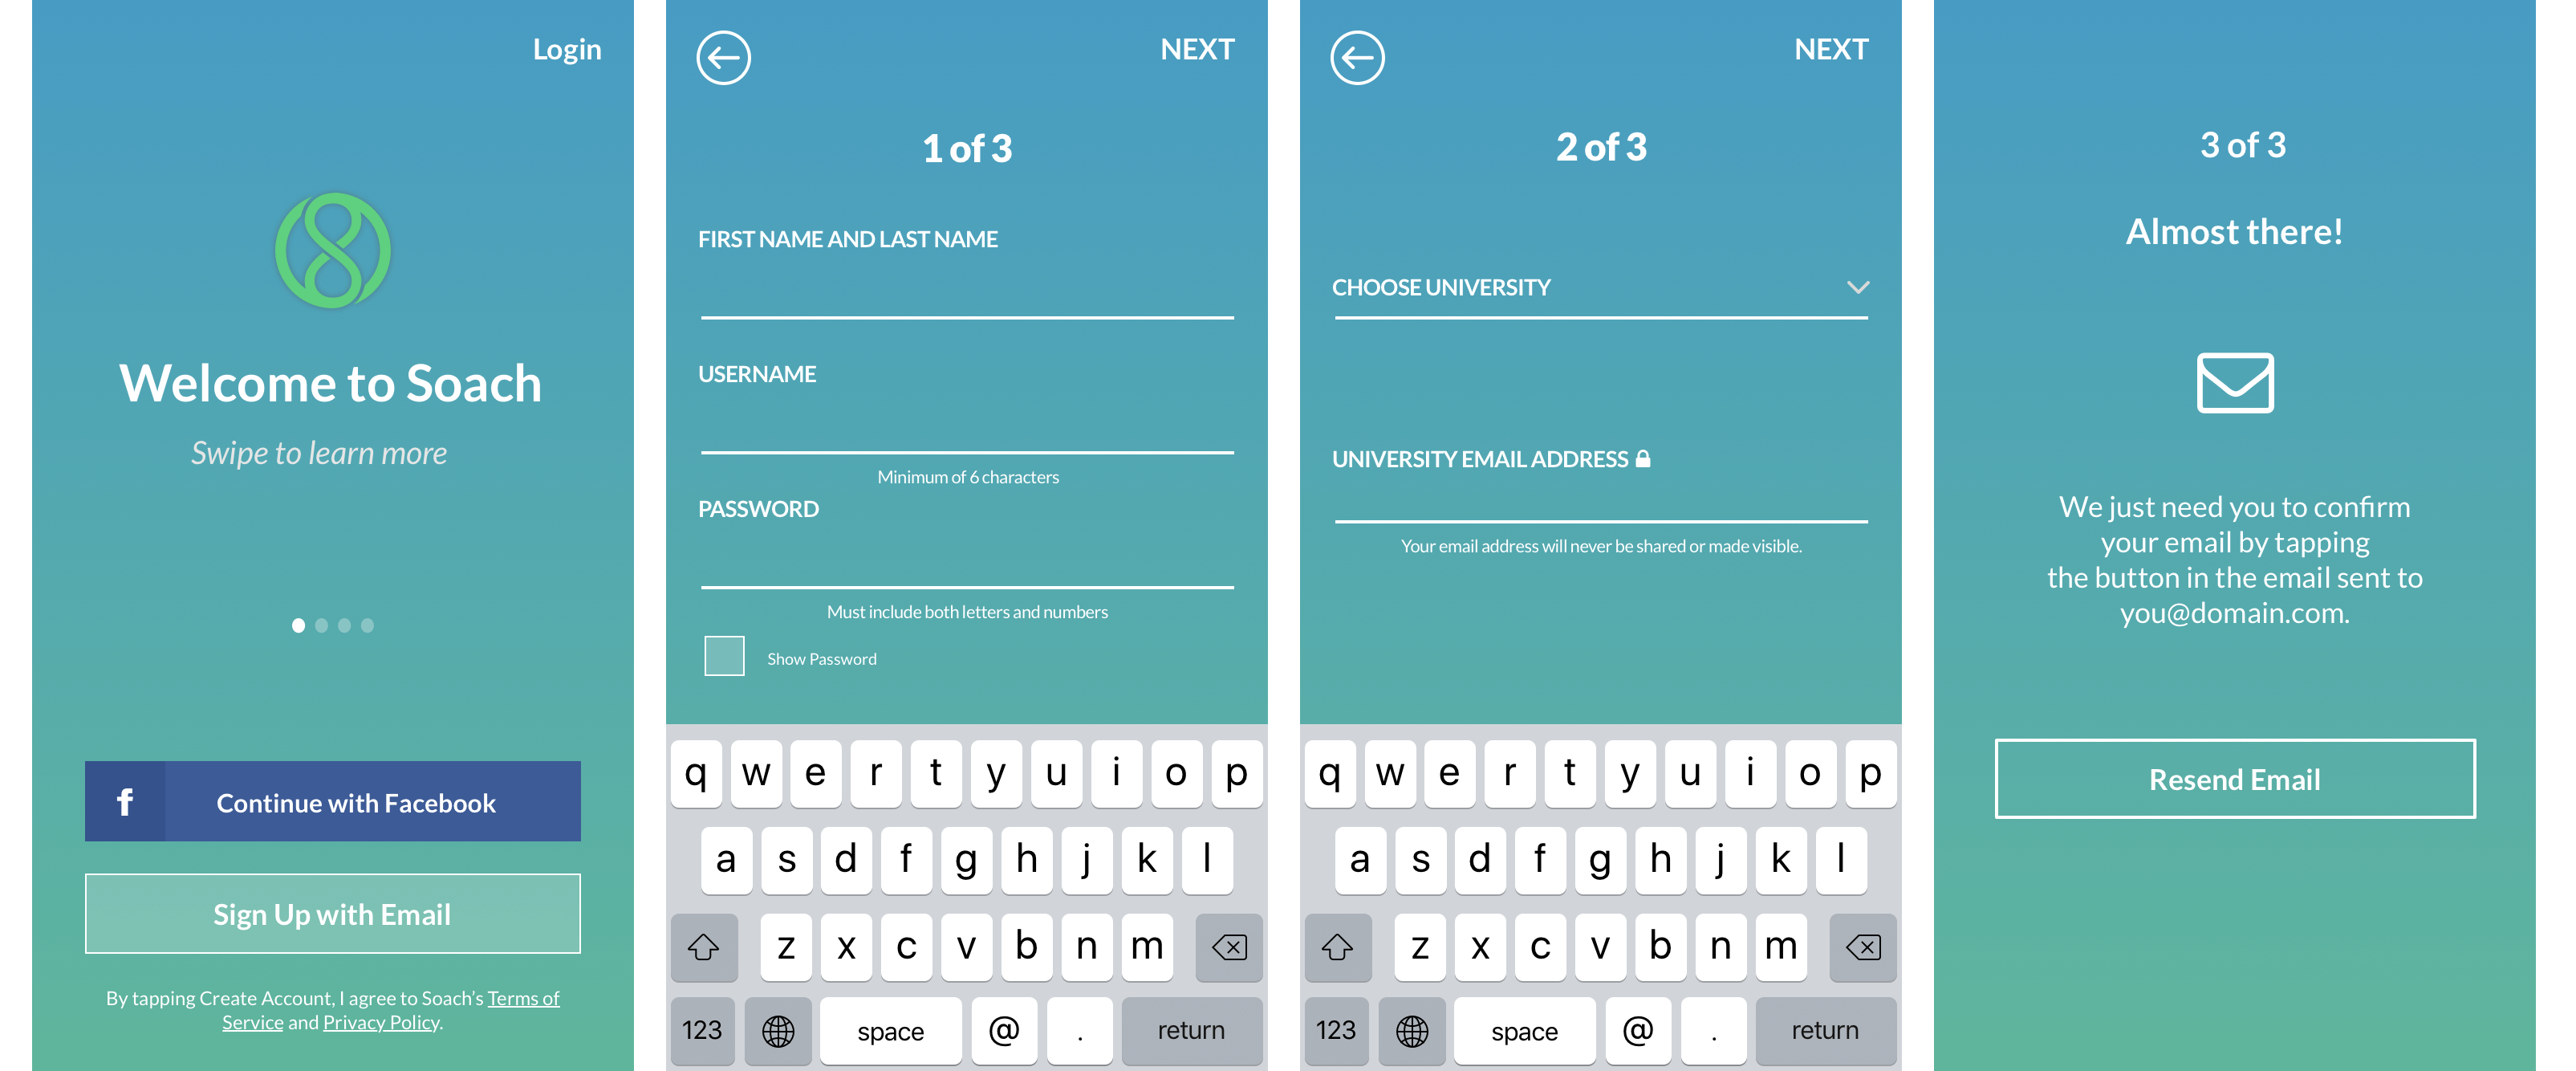 Login
Welcome to Soach
Swipe to learn more
f
Continue with Facebook
Sign Up with Email
By tapping Create Account, I agree to Soach's Terms of
Service and Privacy Policy.
NEXT
1 of 3
FIRST NAME AND LAST NAME
USERNAME
Minimum of 6 characters
PASSWORD
Must include both letters and numbers
Show Password
q w e r t y u i o p
a s d f g h j k l
z x c v b n m
123 space @ . return
NEXT
2 of 3
CHOOSE UNIVERSITY
UNIVERSITY EMAIL ADDRESS
Your email address will never be shared or made visible.
q w e r t y u i o p
a s d f g h j k l
z x c v b n m
123 space @ . return
3 of 3
Almost there!
We just need you to confirm
your email by tapping
the button in the email sent to
you@domain.com.
Resend Email